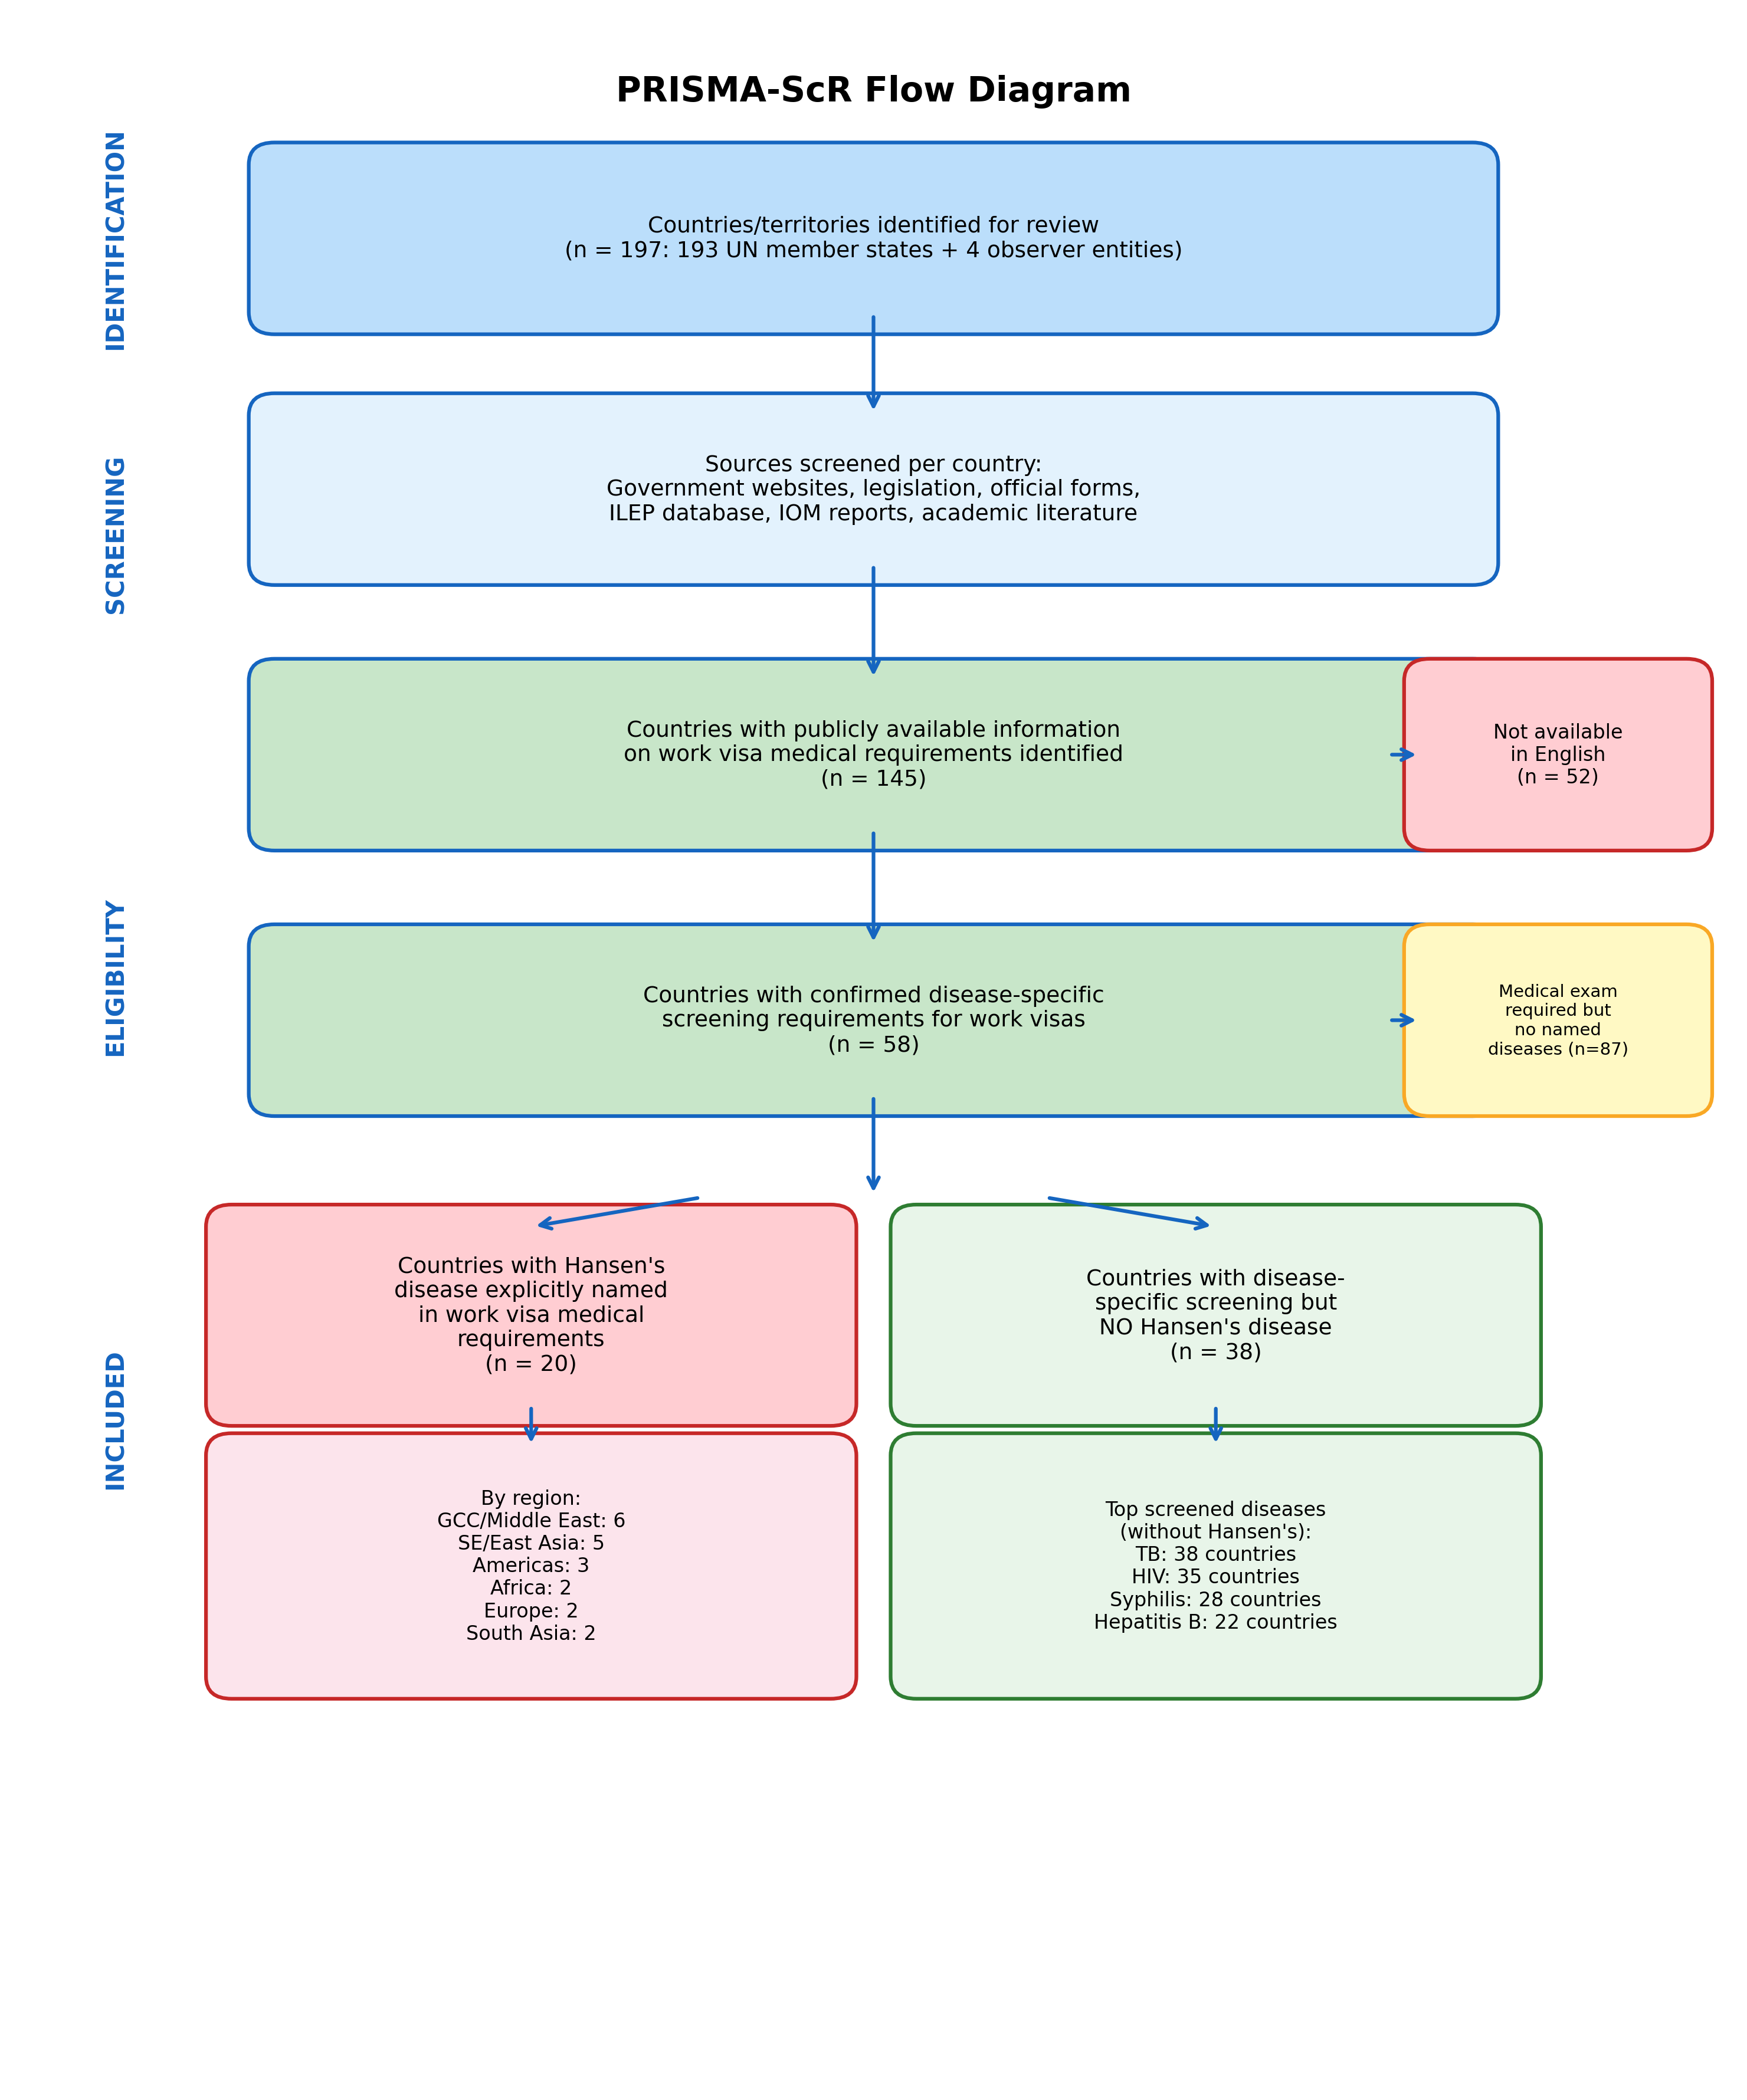 PRISMA-ScR Flow Diagram
IDENTIFICATION
Countries/territories identified for review
(n = 197: 193 UN member states + 4 observer entities)
SCREENING
Sources screened per country:
Government websites, legislation, official forms,
ILEP database, IOM reports, academic literature
Countries with publicly available information
on work visa medical requirements identified
(n = 145)
Not available
in English
(n = 52)
ELIGIBILITY
Countries with confirmed disease-specific
screening requirements for work visas
(n = 58)
Medical exam
required but
no named
diseases (n=87)
INCLUDED
Countries with Hansen's
disease explicitly named
in work visa medical
requirements
(n = 20)
Countries with disease-
specific screening but
NO Hansen's disease
(n = 38)
By region:
GCC/Middle East: 6
SE/East Asia: 5
Americas: 3
Africa: 2
Europe: 2
South Asia: 2
Top screened diseases
(without Hansen's):
TB: 38 countries
HIV: 35 countries
Syphilis: 28 countries
Hepatitis B: 22 countries